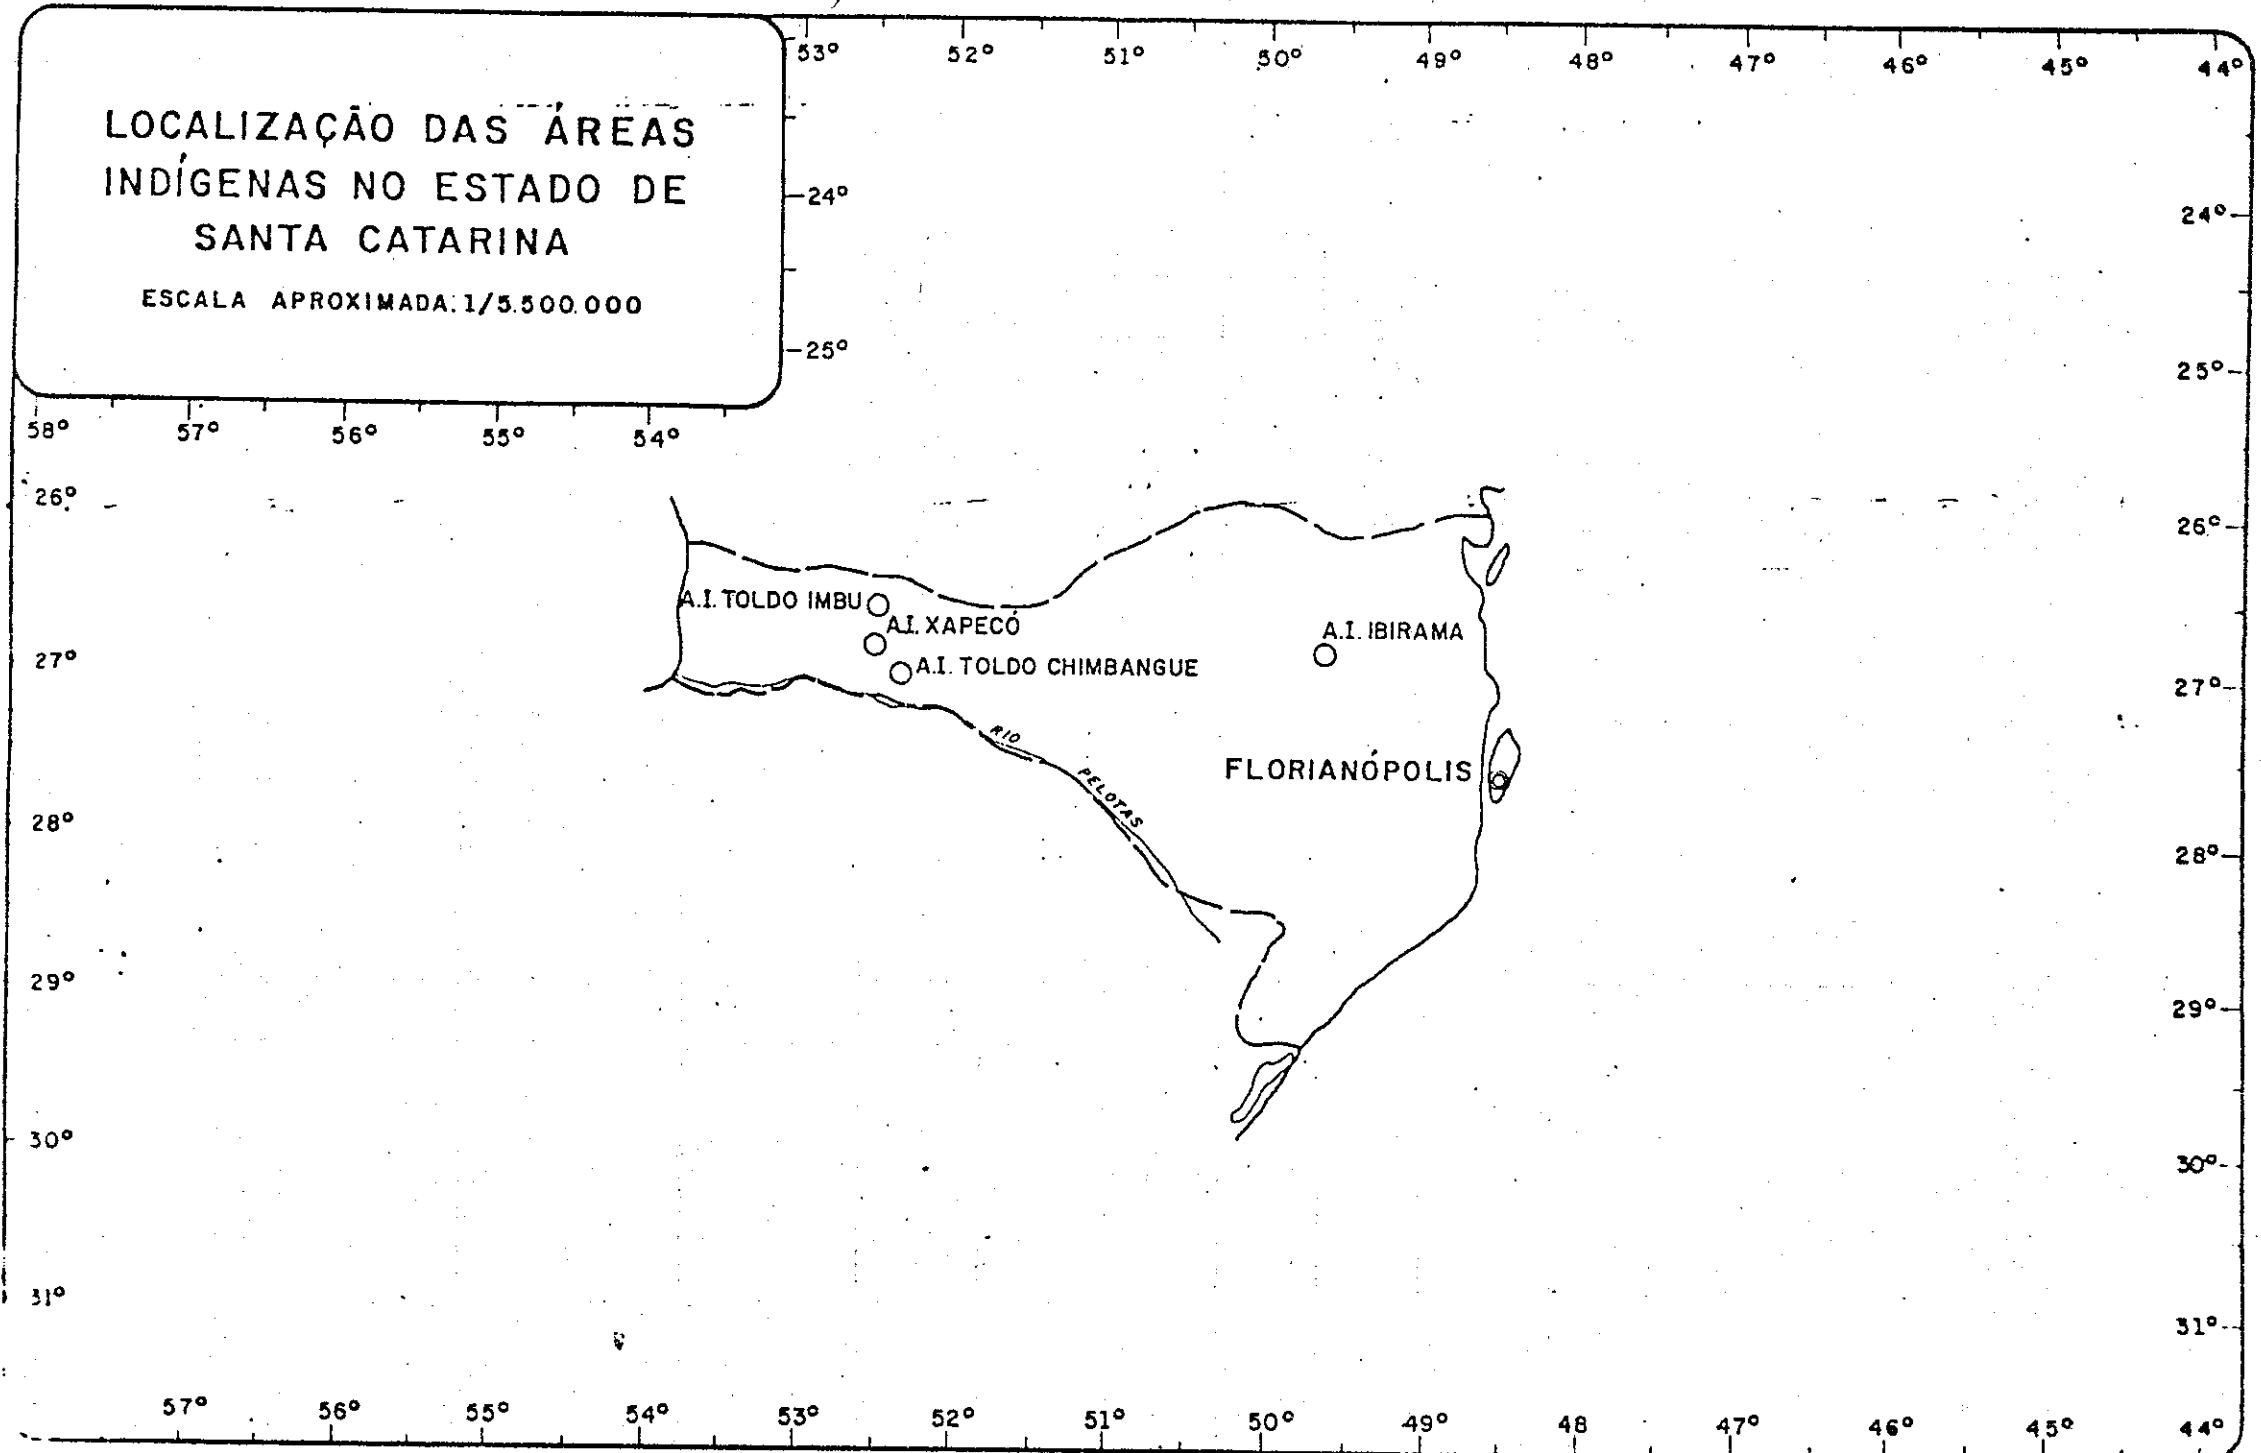 LOCALIZAÇÃO DAS ÁREAS
INDÍGENAS NO ESTADO DE
SANTA CATARINA
ESCALA APROXIMADA: 1/5.500.000
53° 52° 51° 50° 49° 48° 47° 46° 45° 44°
24°
25°
24°
25°
58° 57° 56° 55° 54°
26°
27°
28°
29°
30°
31°
26°
27°
28°
29°
30°
31°
A.I. TOLDO IMBU
A.I. XAPECÓ
A.I. TOLDO CHIMBANGUE
A.I. IBIRAMA
FLORIANÓPOLIS
RIO
PELOTAS
57° 56° 55° 54° 53° 52° 51° 50° 49° 48 47° 46° 45° 44°